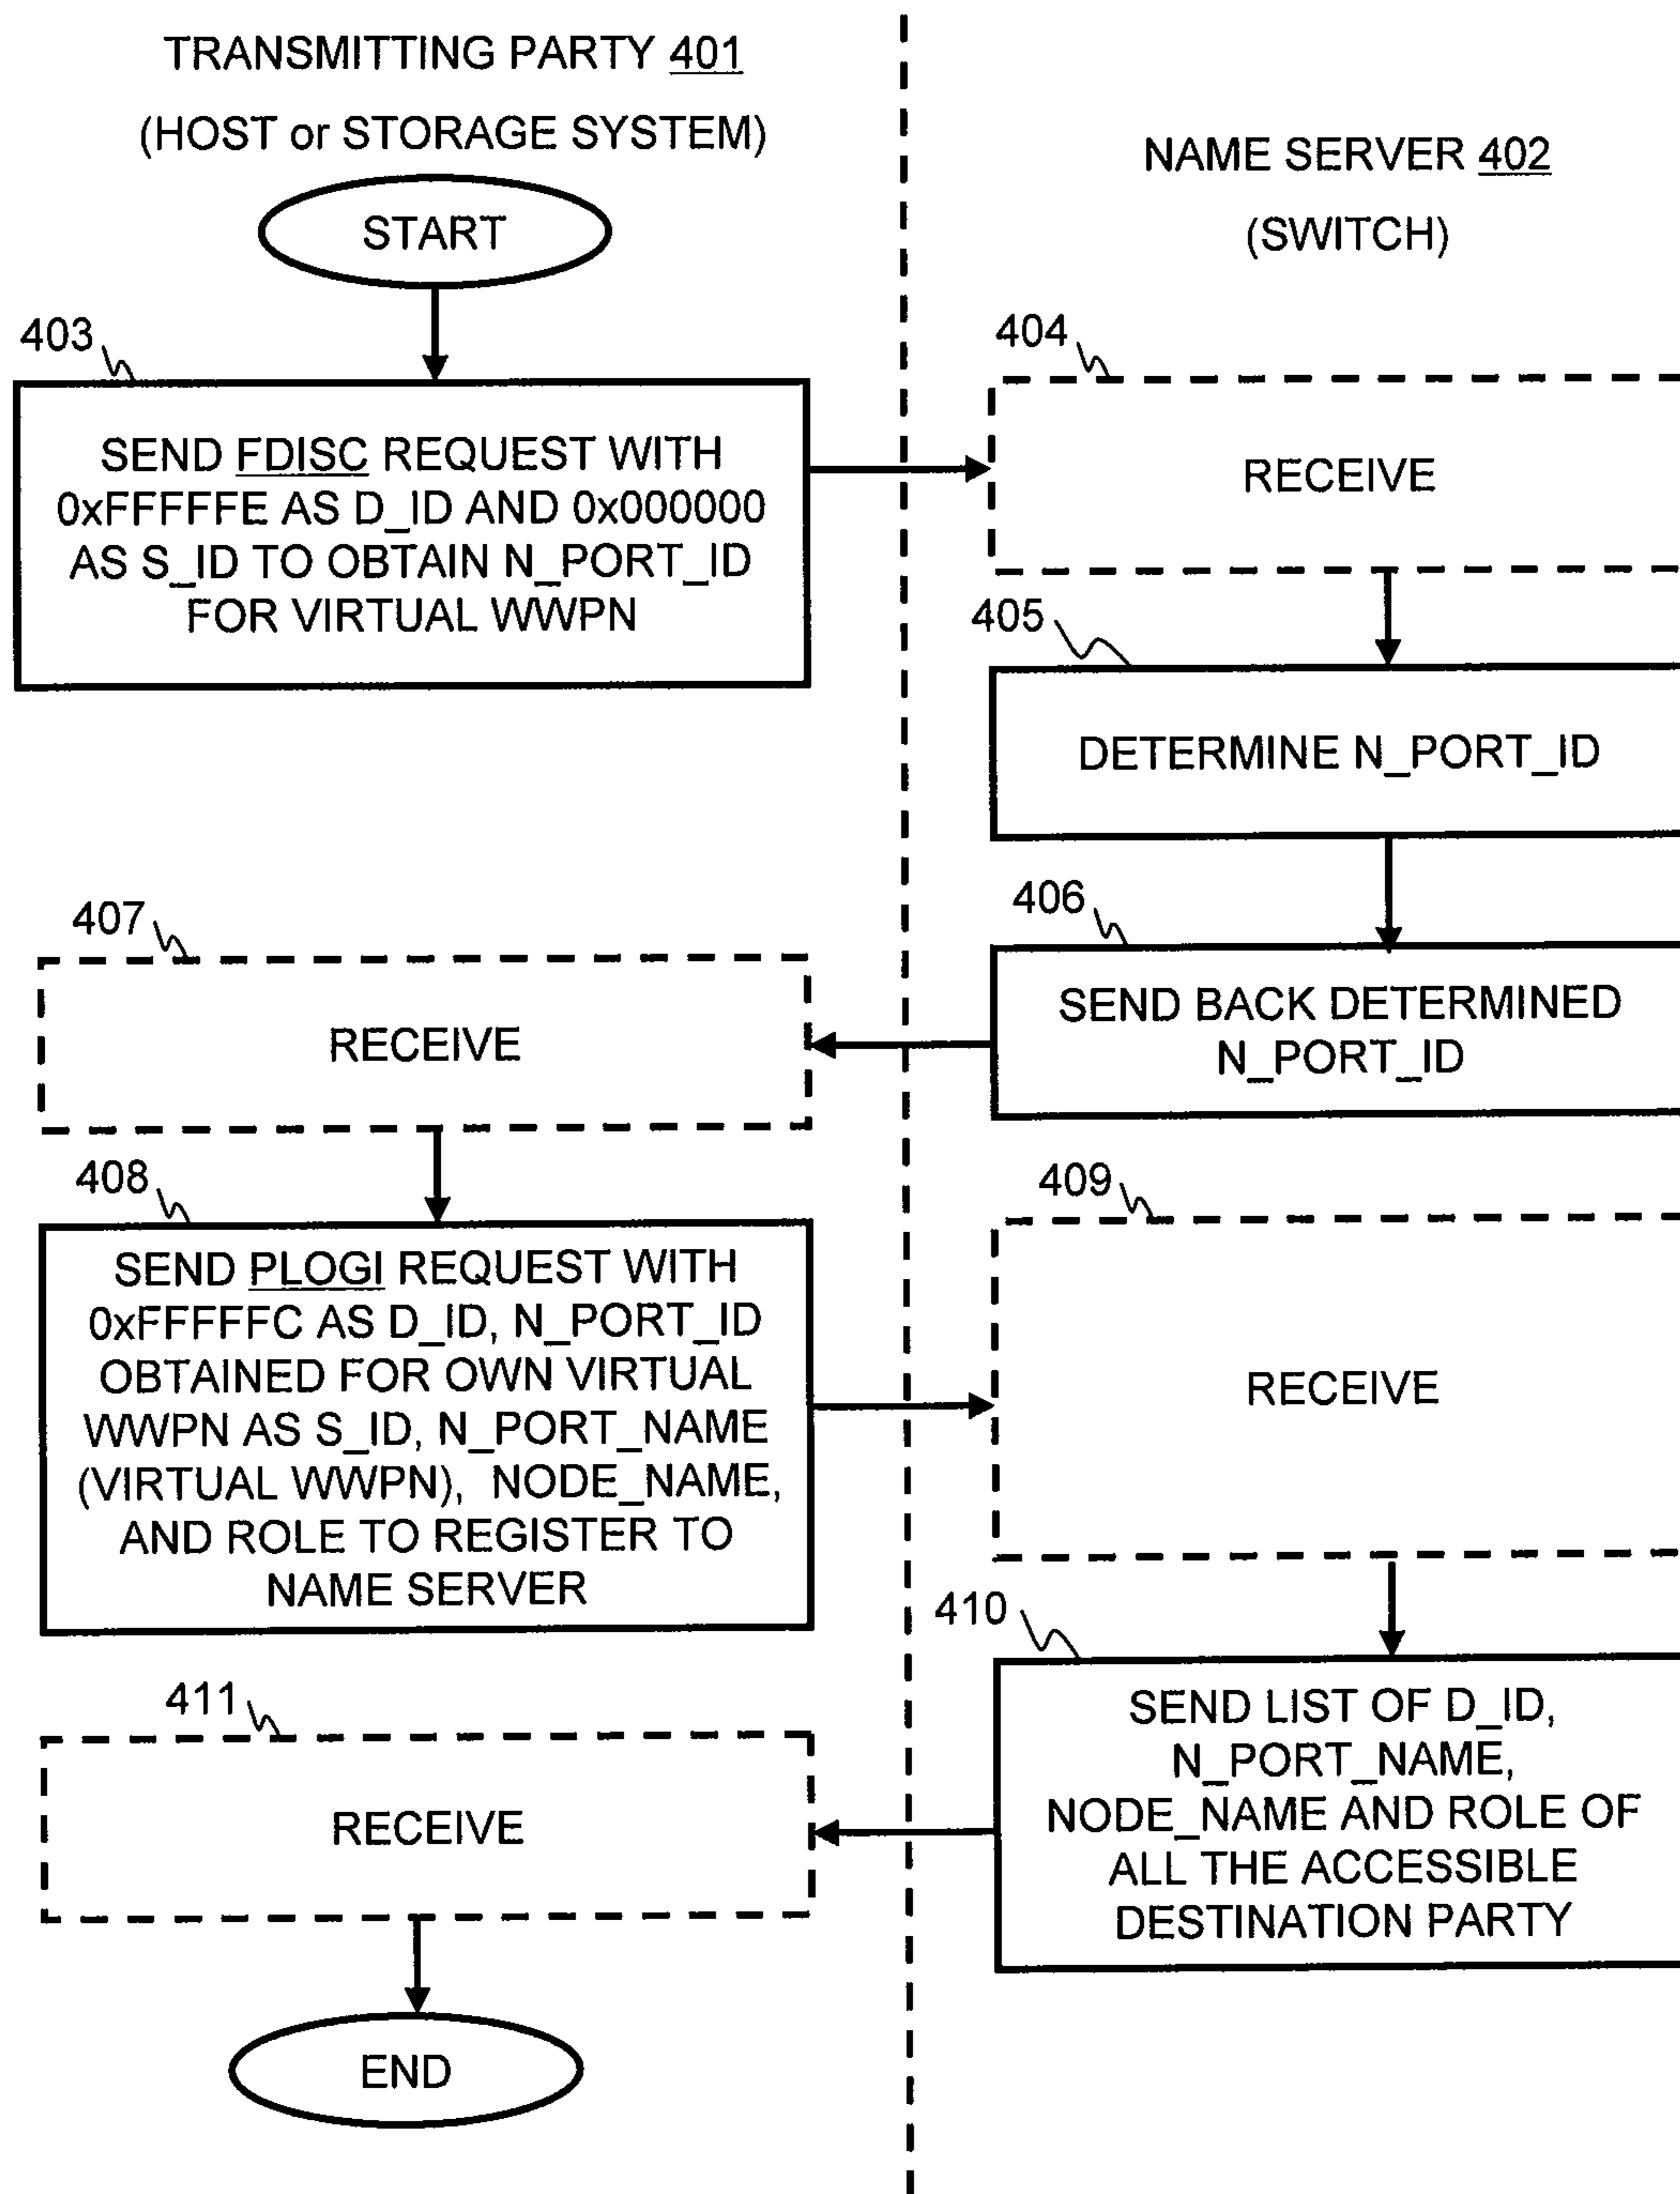 TRANSMITTING PARTY 401
(HOST or STORAGE SYSTEM)
NAME SERVER 402
(SWITCH)
START
403
SEND FDISC REQUEST WITH
0xFFFFFE AS D_ID AND 0x000000
AS S_ID TO OBTAIN N_PORT_ID
FOR VIRTUAL WWPN
404
RECEIVE
405
DETERMINE N_PORT_ID
406
SEND BACK DETERMINED
N_PORT_ID
407
RECEIVE
408
SEND PLOGI REQUEST WITH
0xFFFFFC AS D_ID, N_PORT_ID
OBTAINED FOR OWN VIRTUAL
WWPN AS S_ID, N_PORT_NAME
(VIRTUAL WWPN), NODE_NAME,
AND ROLE TO REGISTER TO
NAME SERVER
409
RECEIVE
410
SEND LIST OF D_ID,
N_PORT_NAME,
NODE_NAME AND ROLE OF
ALL THE ACCESSIBLE
DESTINATION PARTY
411
RECEIVE
END